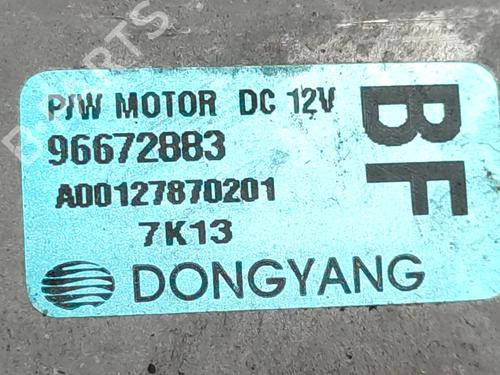 P/W MOTOR DC 12V
96672883
A00127870201
7K13
DONGYANG
BF